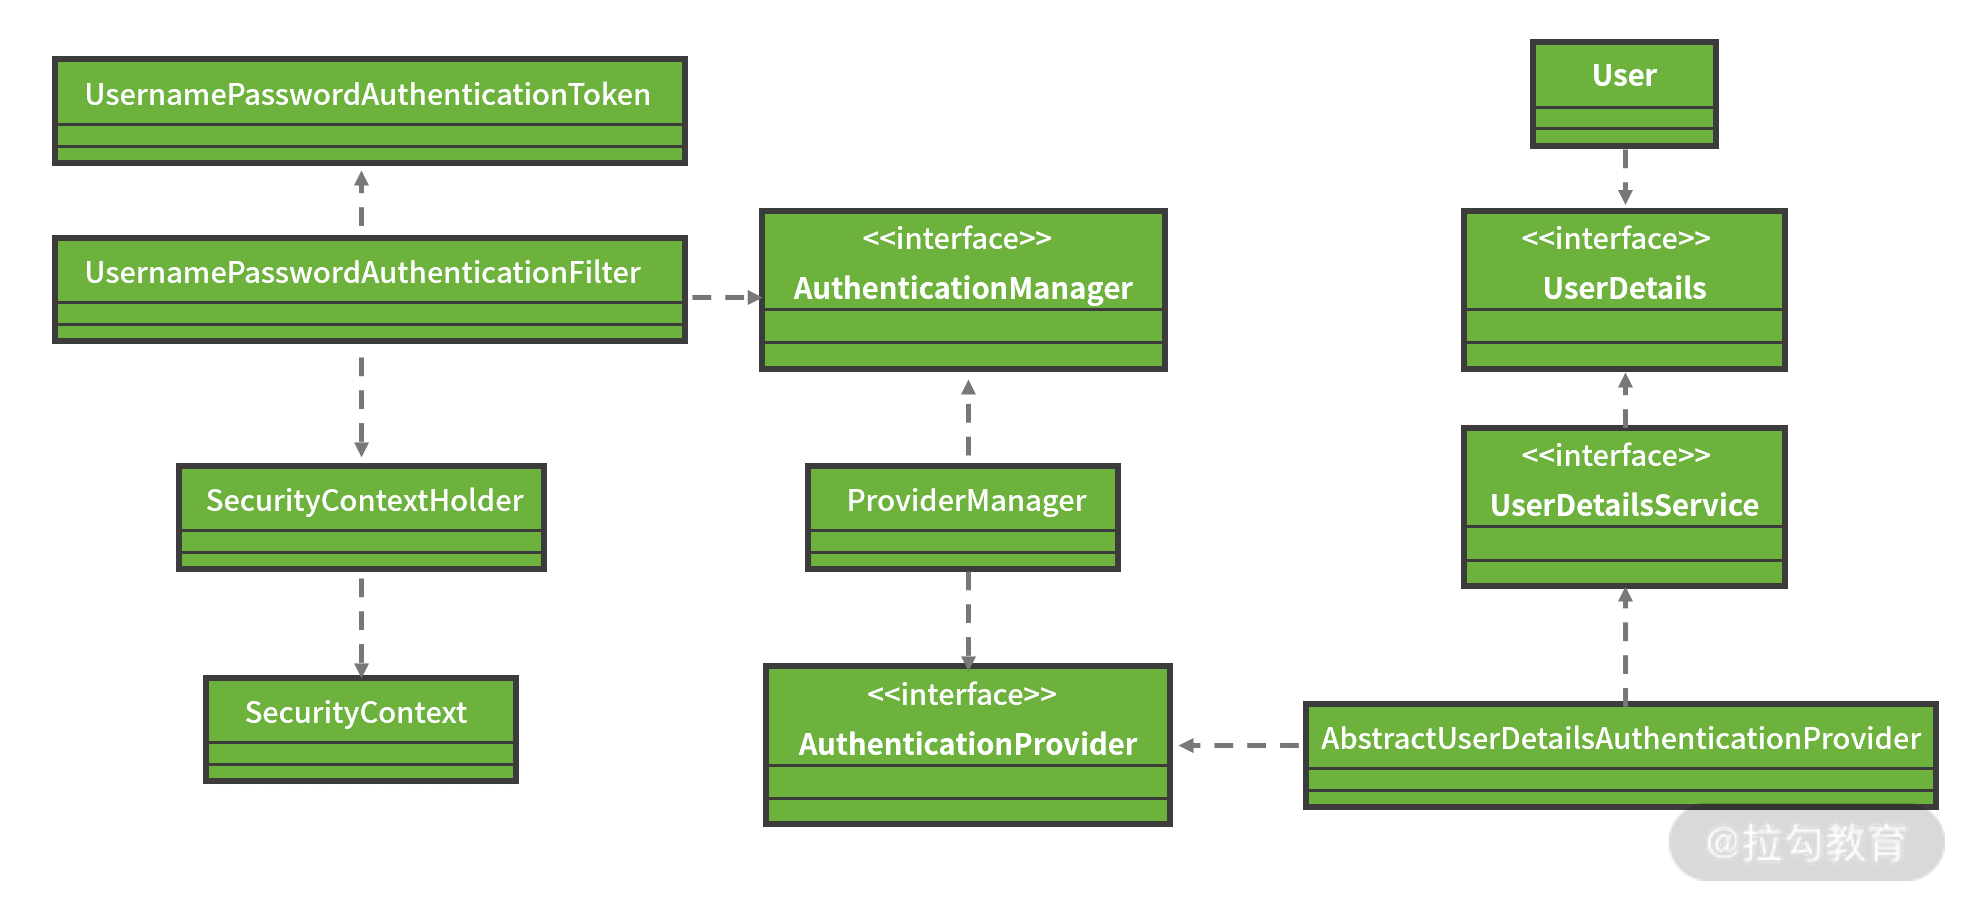 UsernamePasswordAuthenticationToken
UsernamePasswordAuthenticationFilter
SecurityContextHolder
SecurityContext
<<interface>>
AuthenticationManager
ProviderManager
<<interface>>
AuthenticationProvider
User
<<interface>>
UserDetails
<<interface>>
UserDetailsService
AbstractUserDetailsAuthenticationProvider
@拉勾教育